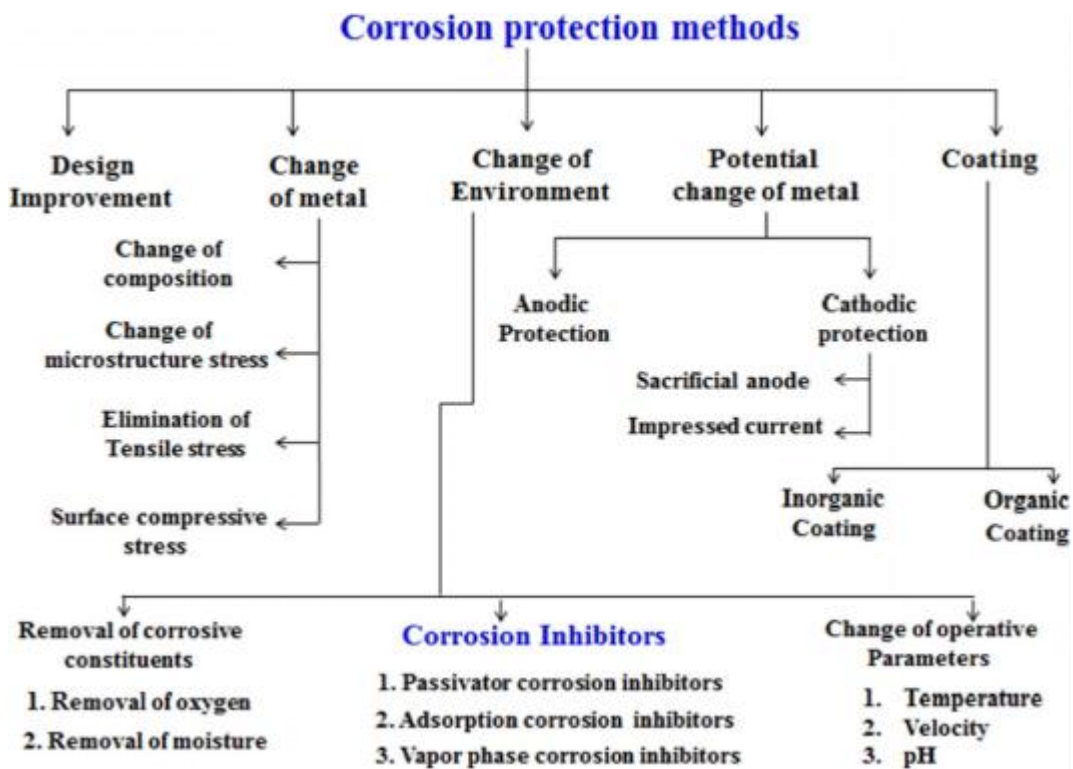 Corrosion protection methods
Design
Improvement
Change
of metal
Change of
Environment
Potential
change of metal
Coating
Change of
composition
Change of
microstructure stress
Elimination of
Tensile stress
Surface compressive
stress
Anodic
Protection
Cathodic
protection
Sacrificial anode
Impressed current
Inorganic
Coating
Organic
Coating
Removal of corrosive
constituents
1. Removal of oxygen
2. Removal of moisture
Corrosion Inhibitors
1. Passivator corrosion inhibitors
2. Adsorption corrosion inhibitors
3. Vapor phase corrosion inhibitors
Change of operative
Parameters
1. Temperature
2. Velocity
3. pH